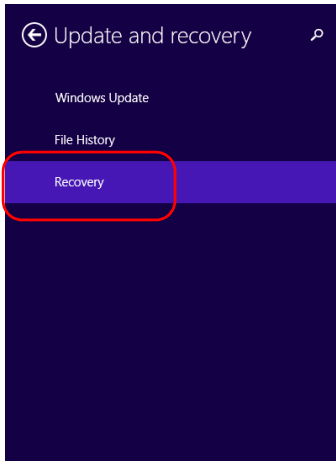 Update and recovery
Windows Update
File History
Recovery